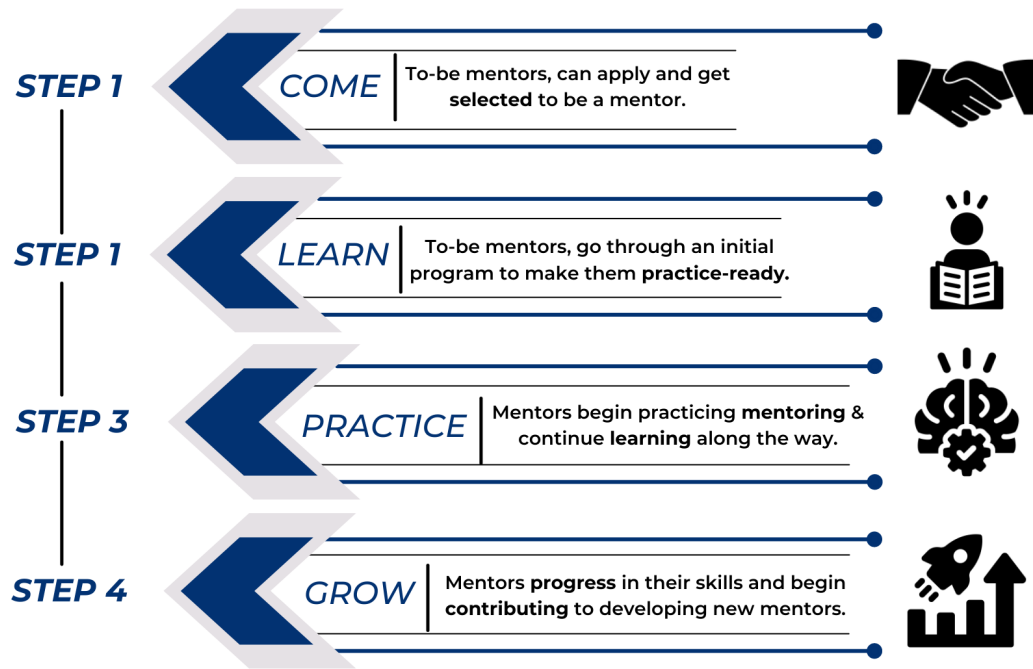 STEP 1
COME
To-be mentors, can apply and get
selected to be a mentor.
STEP 1
LEARN
To-be mentors, go through an initial
program to make them practice-ready.
STEP 3
PRACTICE
Mentors begin practicing mentoring &
continue learning along the way.
STEP 4
GROW
Mentors progress in their skills and begin
contributing to developing new mentors.